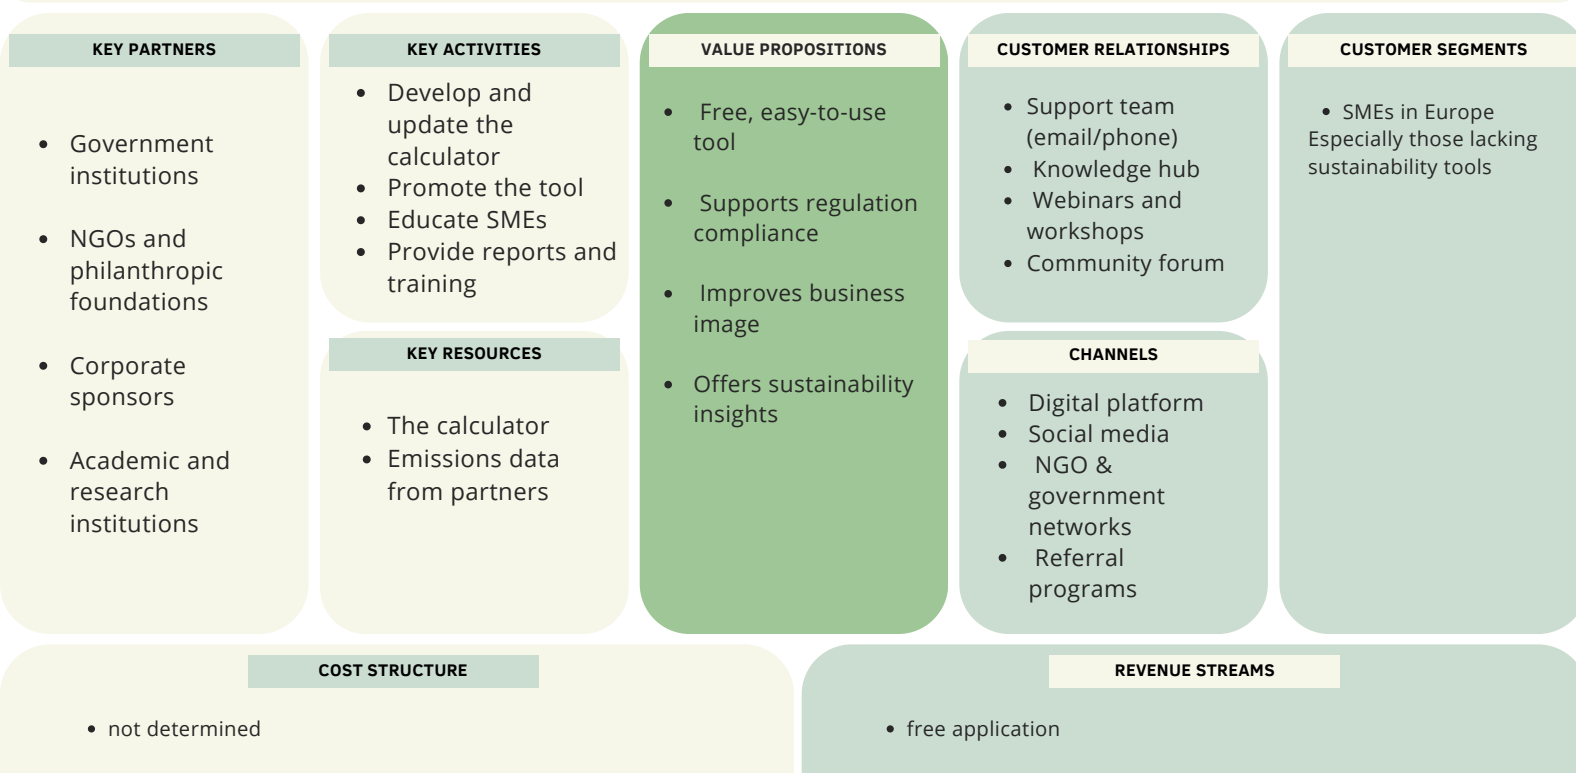 KEY PARTNERS
• Government
institutions
• NGOs and
philanthropic
foundations
• Corporate
sponsors
• Academic and
research
institutions
KEY ACTIVITIES
• Develop and
update the
calculator
• Promote the tool
• Educate SMEs
• Provide reports and
training
KEY RESOURCES
• The calculator
• Emissions data
from partners
VALUE PROPOSITIONS
• Free, easy-to-use
tool
• Supports regulation
compliance
• Improves business
image
• Offers sustainability
insights
CUSTOMER RELATIONSHIPS
• Support team
(email/phone)
• Knowledge hub
• Webinars and
workshops
• Community forum
CHANNELS
• Digital platform
• Social media
• NGO &
government
networks
• Referral
programs
CUSTOMER SEGMENTS
• SMEs in Europe
Especially those lacking
sustainability tools
COST STRUCTURE
• not determined
REVENUE STREAMS
• free application